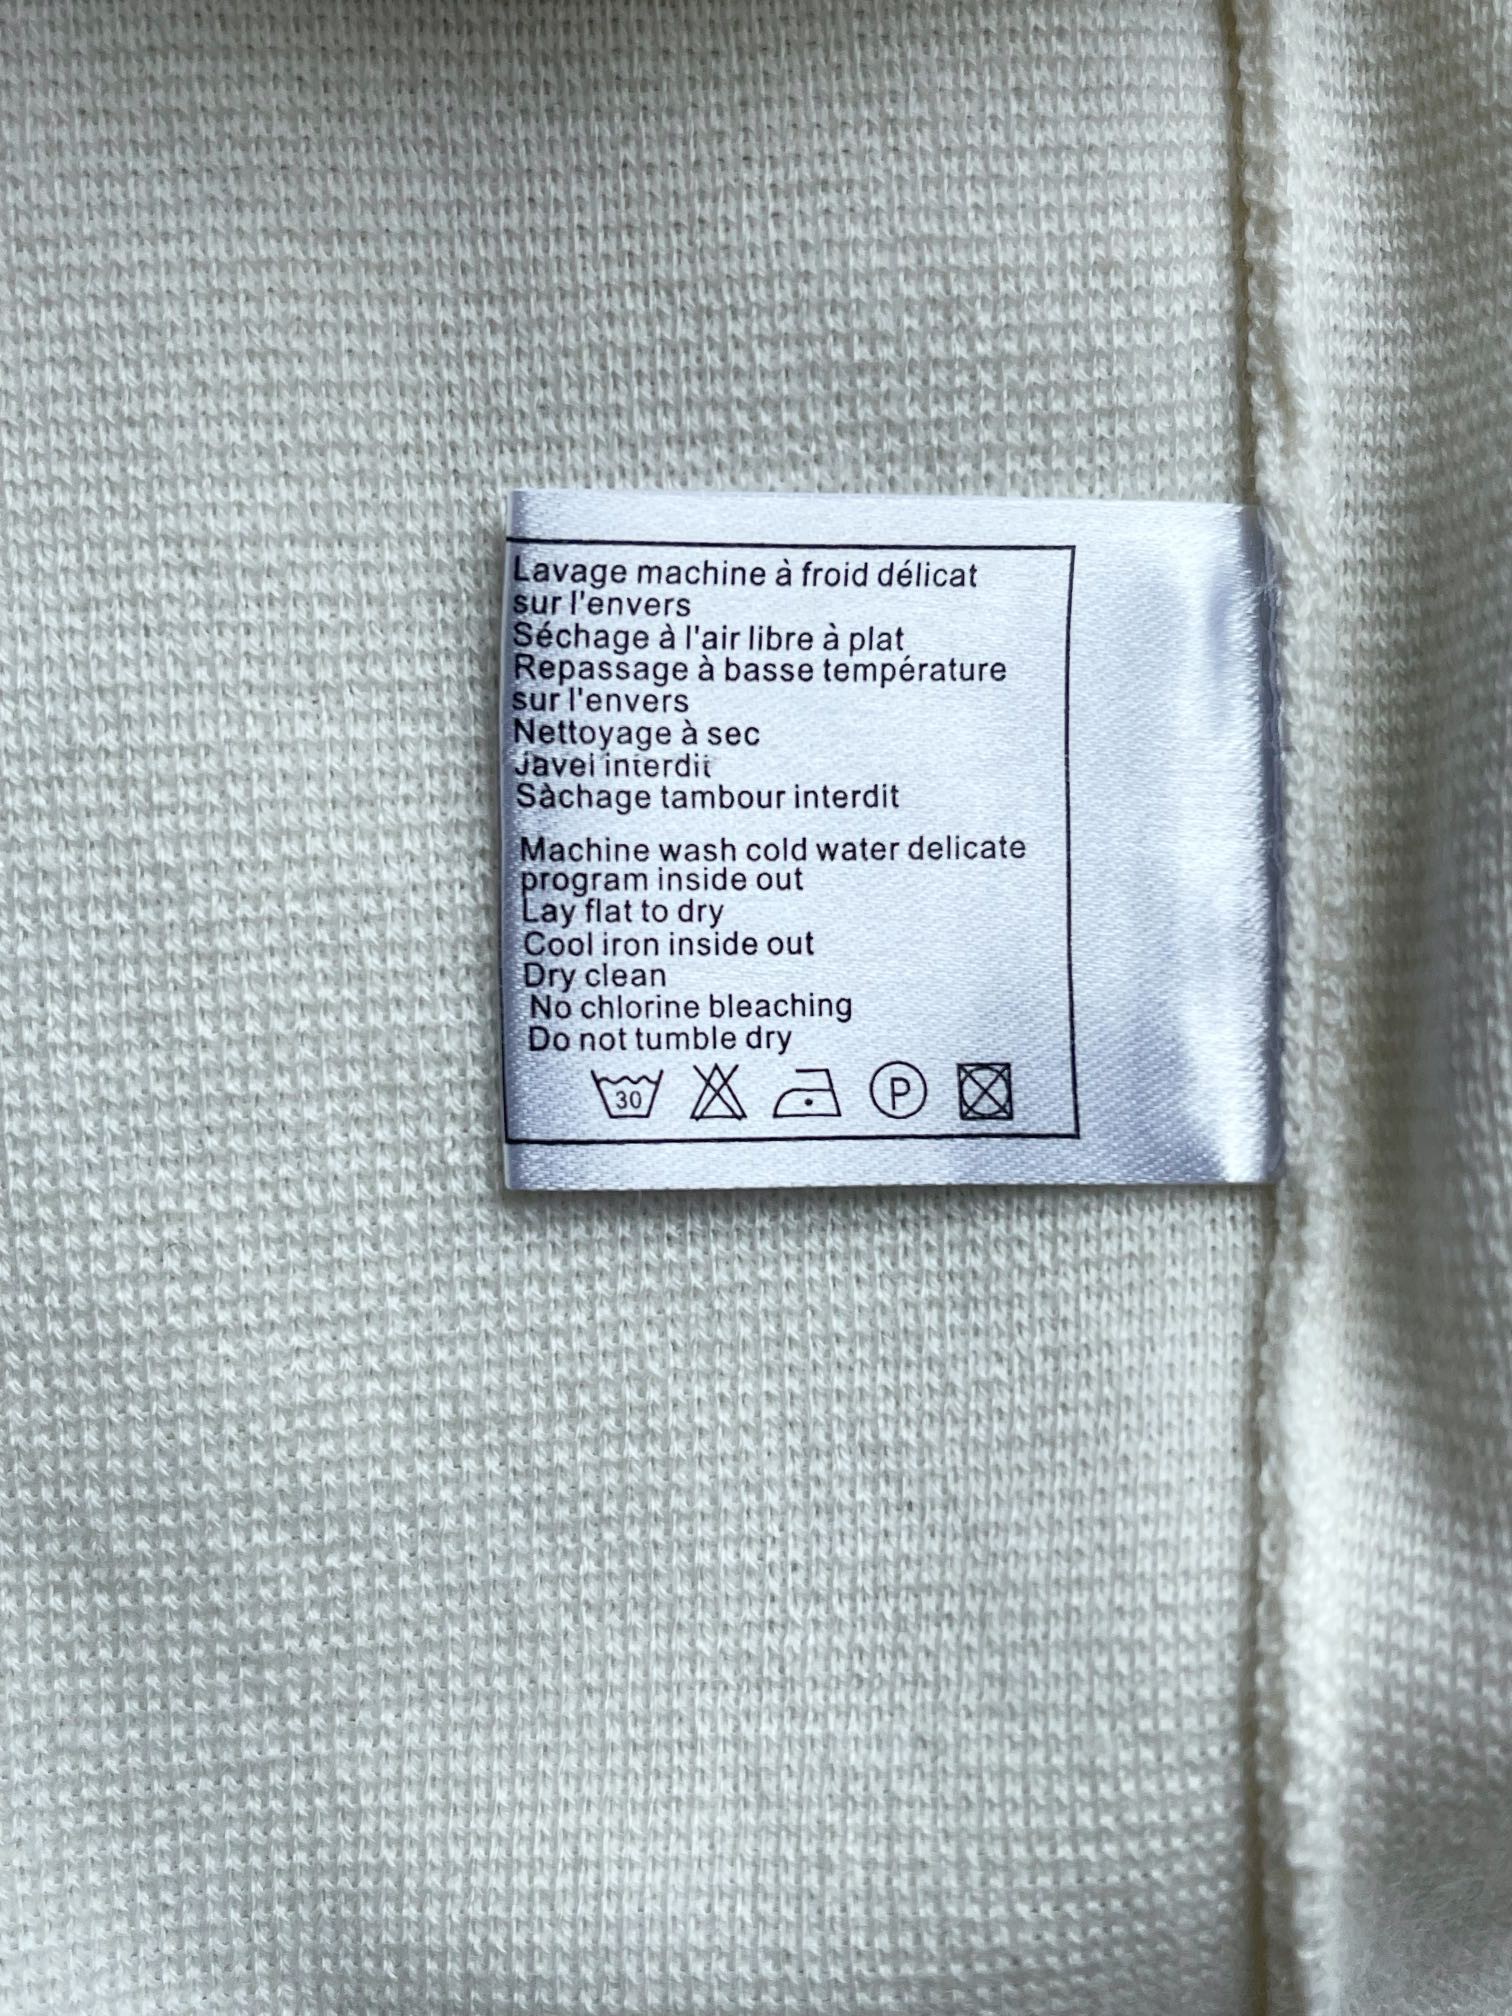 Lavage machine à froid délicat
sur l'envers
Séchage à l'air libre à plat
Repassage à basse température
sur l'envers
Nettoyage à sec
Javel interdit
Sàchage tambour interdit
Machine wash cold water delicate
program inside out
Lay flat to dry
Cool iron inside out
Dry clean
No chlorine bleaching
Do not tumble dry
30 P